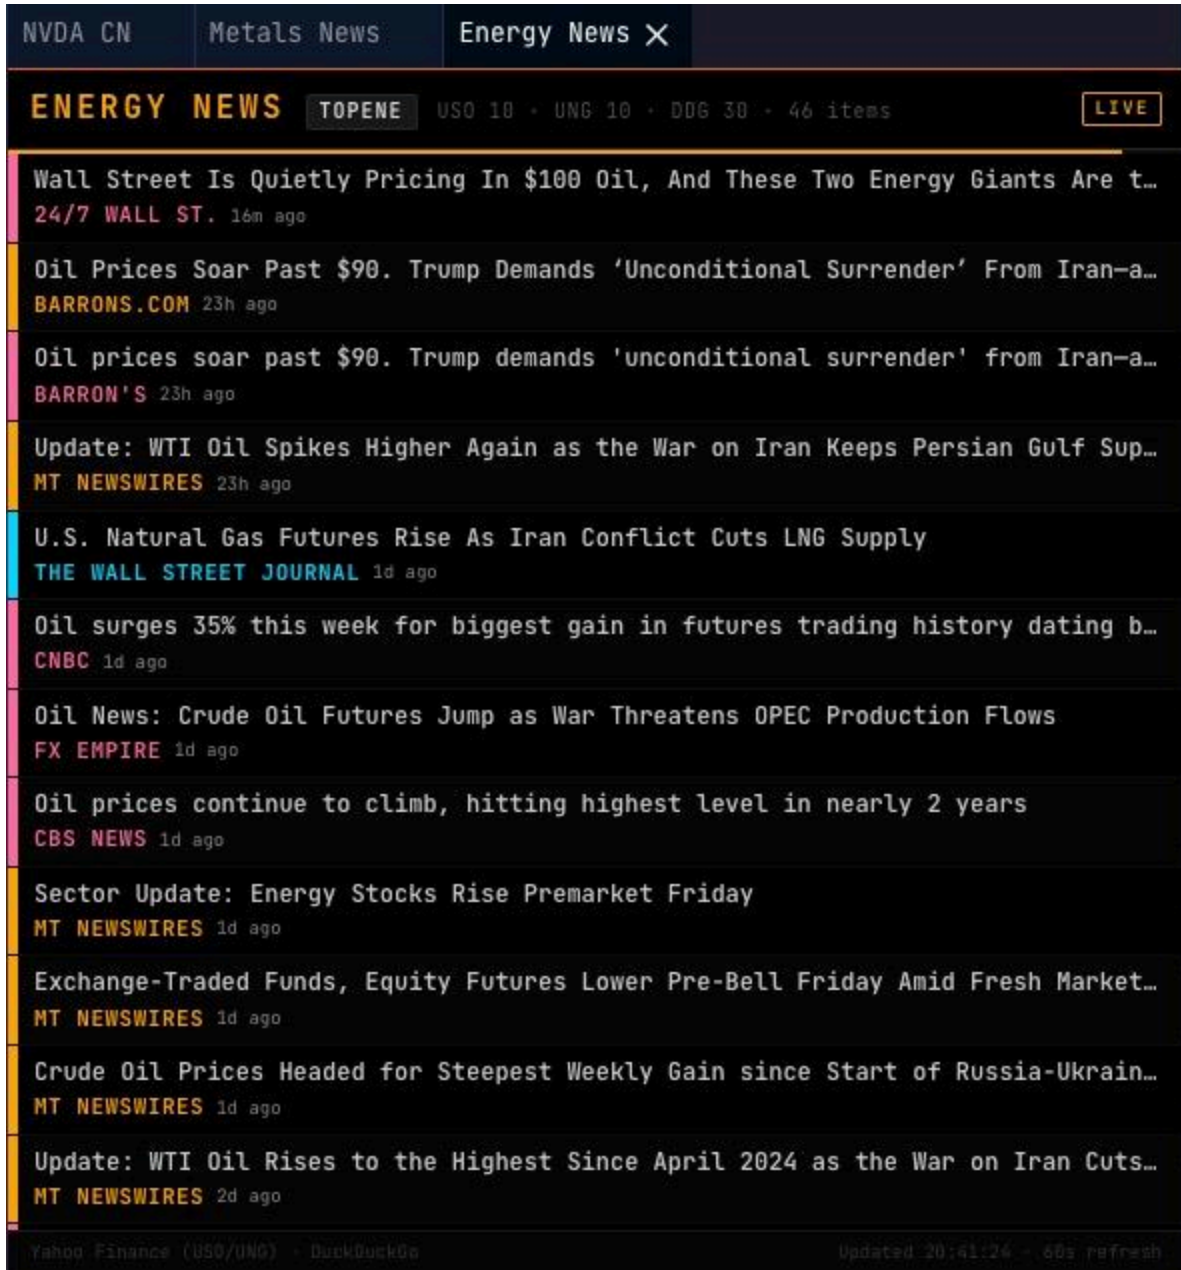 NVDA CN Metals News Energy News ×
ENERGY NEWS TOPENE USO 10 · UNG 10 · DDG 30 · 46 items LIVE
Wall Street Is Quietly Pricing In $100 Oil, And These Two Energy Giants Are t…
24/7 WALL ST. 16m ago
Oil Prices Soar Past $90. Trump Demands ‘Unconditional Surrender’ From Iran—a…
BARRONS.COM 23h ago
Oil prices soar past $90. Trump demands 'unconditional surrender' from Iran—a…
BARRON'S 23h ago
Update: WTI Oil Spikes Higher Again as the War on Iran Keeps Persian Gulf Sup…
MT NEWSWIRES 23h ago
U.S. Natural Gas Futures Rise As Iran Conflict Cuts LNG Supply
THE WALL STREET JOURNAL 1d ago
Oil surges 35% this week for biggest gain in futures trading history dating b…
CNBC 1d ago
Oil News: Crude Oil Futures Jump as War Threatens OPEC Production Flows
FX EMPIRE 1d ago
Oil prices continue to climb, hitting highest level in nearly 2 years
CBS NEWS 1d ago
Sector Update: Energy Stocks Rise Premarket Friday
MT NEWSWIRES 1d ago
Exchange-Traded Funds, Equity Futures Lower Pre-Bell Friday Amid Fresh Market…
MT NEWSWIRES 1d ago
Crude Oil Prices Headed for Steepest Weekly Gain since Start of Russia-Ukrain…
MT NEWSWIRES 1d ago
Update: WTI Oil Rises to the Highest Since April 2024 as the War on Iran Cuts…
MT NEWSWIRES 2d ago
Yahoo Finance (USO/UNG) · DuckDuckGo Updated 20:41:24 · 60s refresh